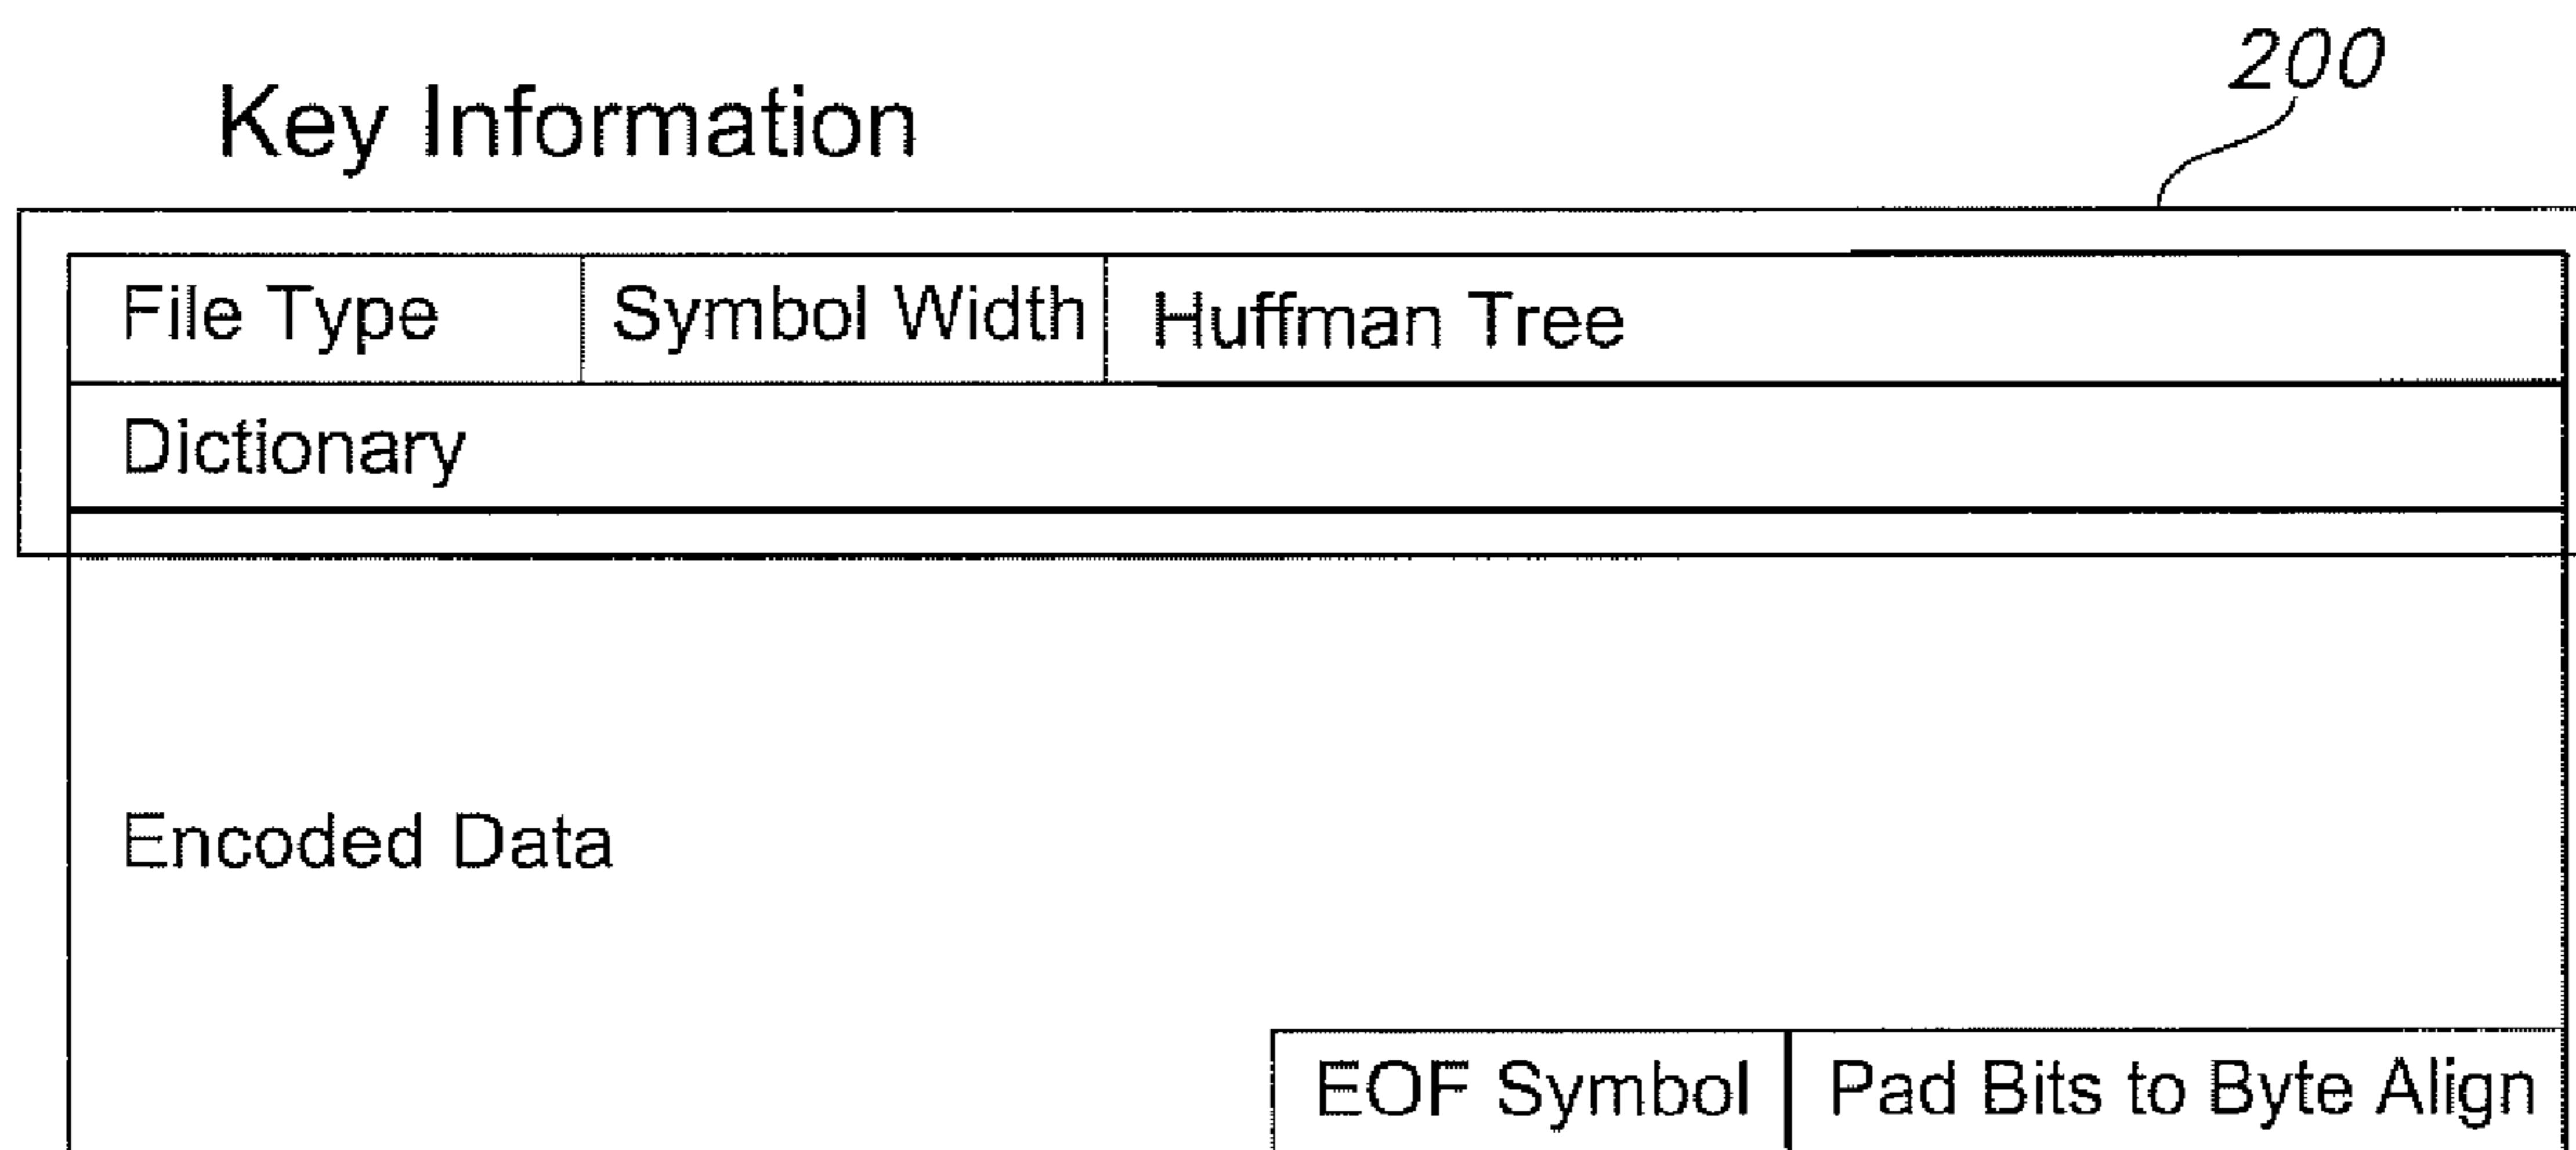 200
Key Information
File Type Symbol Width Huffman Tree
Dictionary
Encoded Data
EOF Symbol Pad Bits to Byte Align